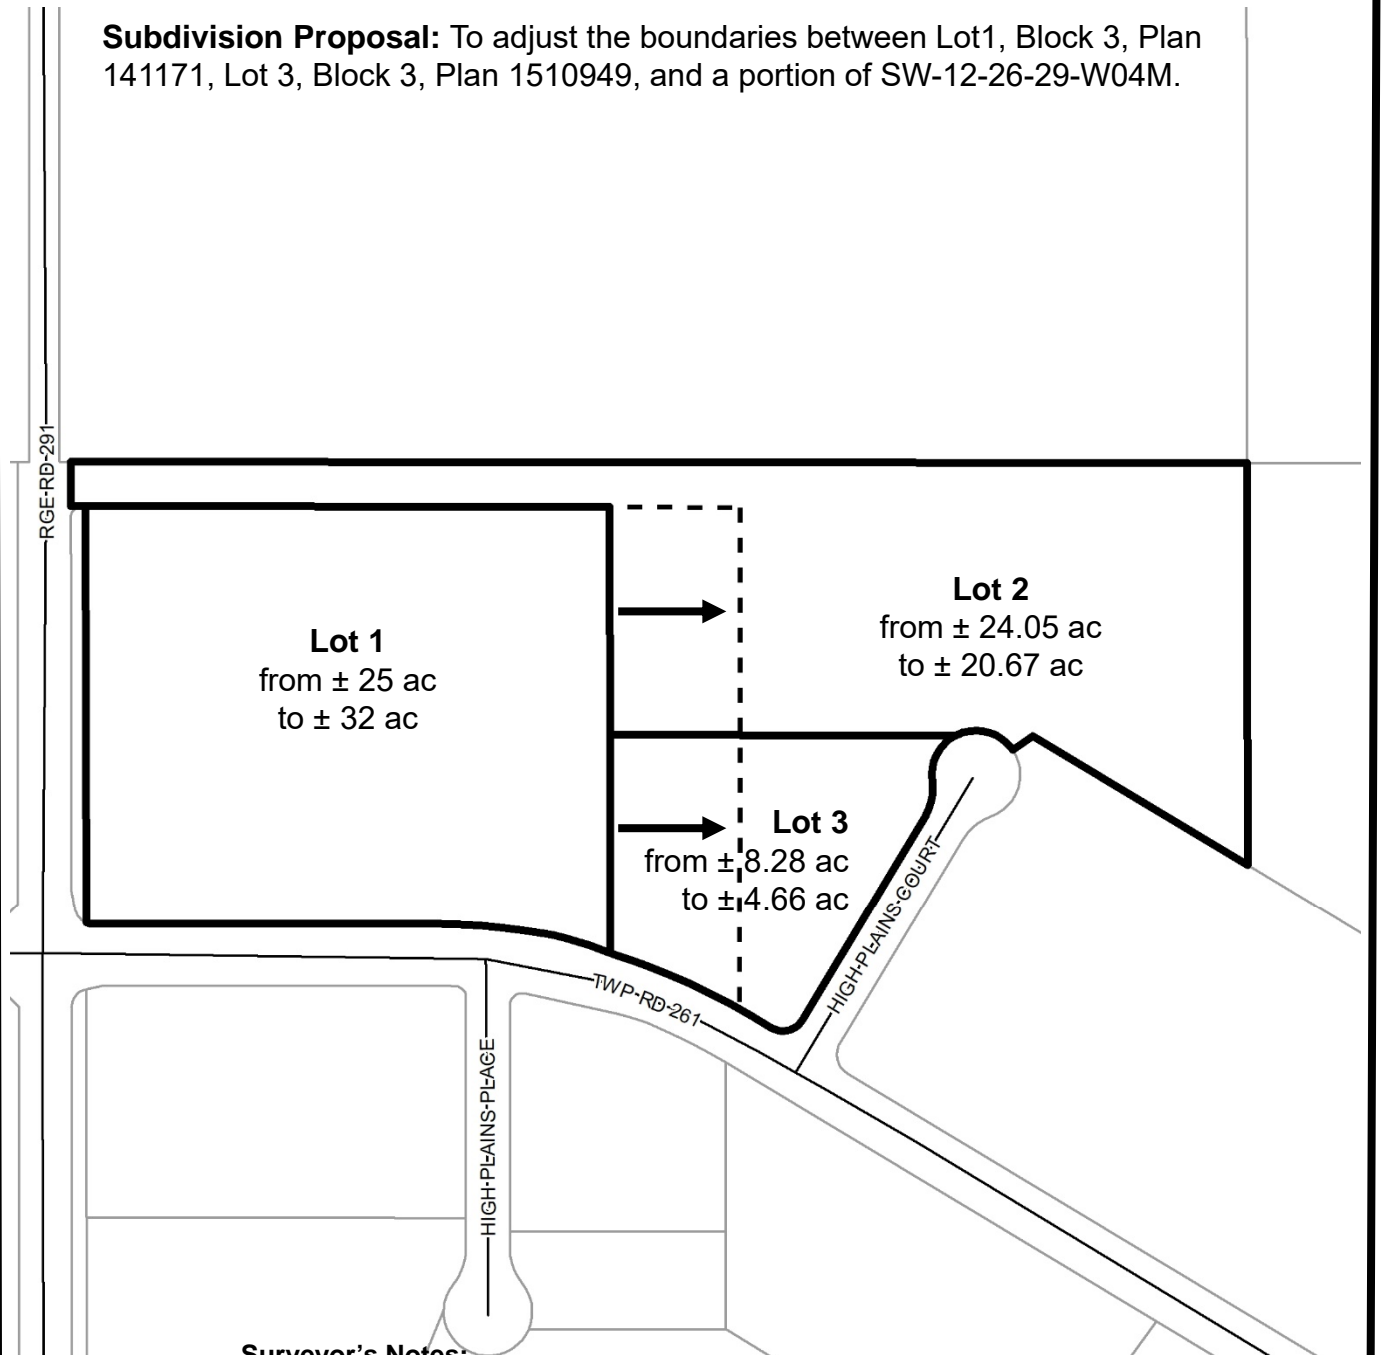 Subdivision Proposal: To adjust the boundaries between Lot1, Block 3, Plan
141171, Lot 3, Block 3, Plan 1510949, and a portion of SW-12-26-29-W04M.
RGE-RD-291
Lot 1
from ± 25 ac
to ± 32 ac
Lot 2
from ± 24.05 ac
to ± 20.67 ac
Lot 3
from ± 8.28 ac
to ± 4.66 ac
HIGH-PLAINS-COURT
TWP-RD-261
HIGH-PLAINS-PLACE
Surveyor's Notes: